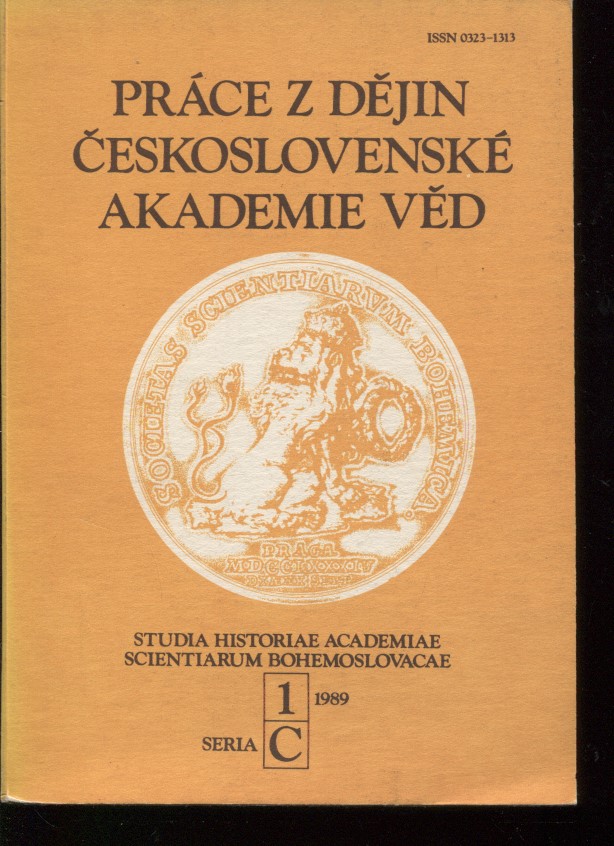 ISSN 0323-1313
PRÁCE Z DĚJIN
ČESKOSLOVENSKÉ
AKADEMIE VĚD
SOCIETAS SCIENTIARVM BOHEMICA.
PRAGA
STUDIA HISTORIAE ACADEMIAE
SCIENTIARUM BOHEMOSLOVACAE
1 1989
SERIA C